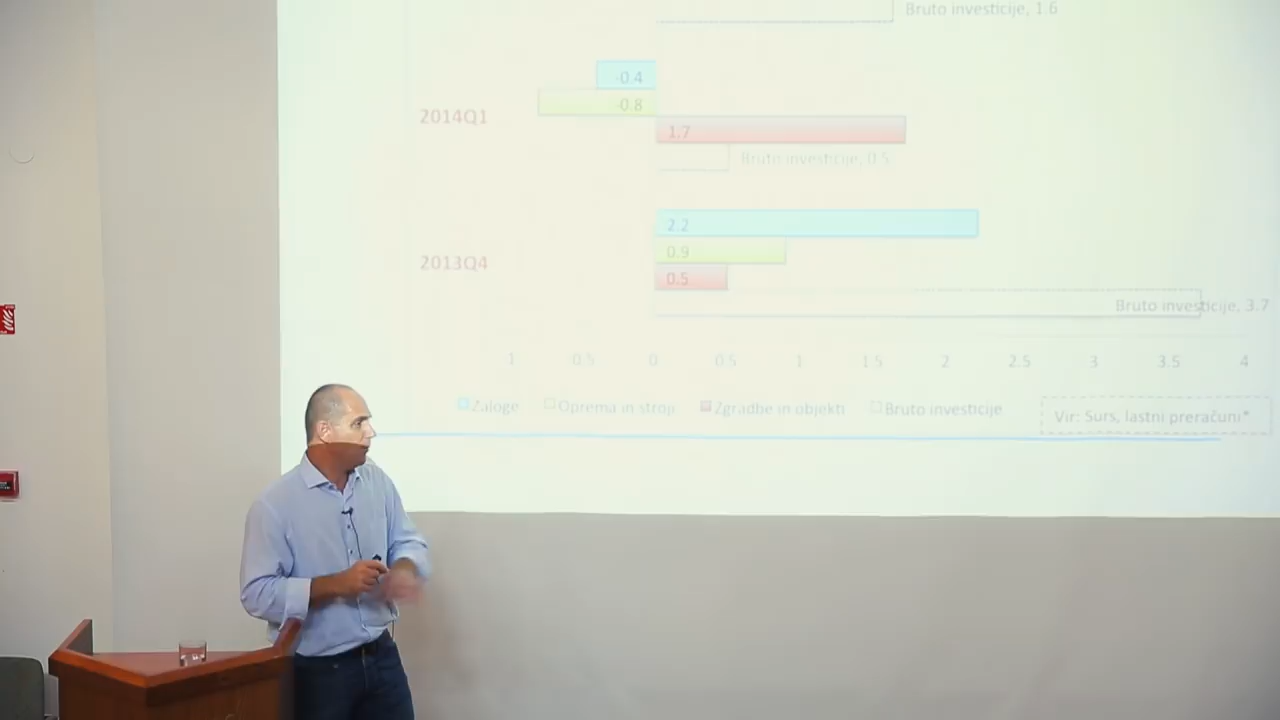 Bruto investicije, 1.6
-0.4
-0.8
2014Q1
1.7
Bruto investicije, 0.5
2.2
0.9
2013Q4
0.5
Bruto investicije, 3.7
1 0.5 0 0.5 1 1.5 2 2.5 3 3.5 4
Zaloge Oprema in stroji Zgradbe in objekti Bruto investicije
Vir: Surs, lastni preračuni*